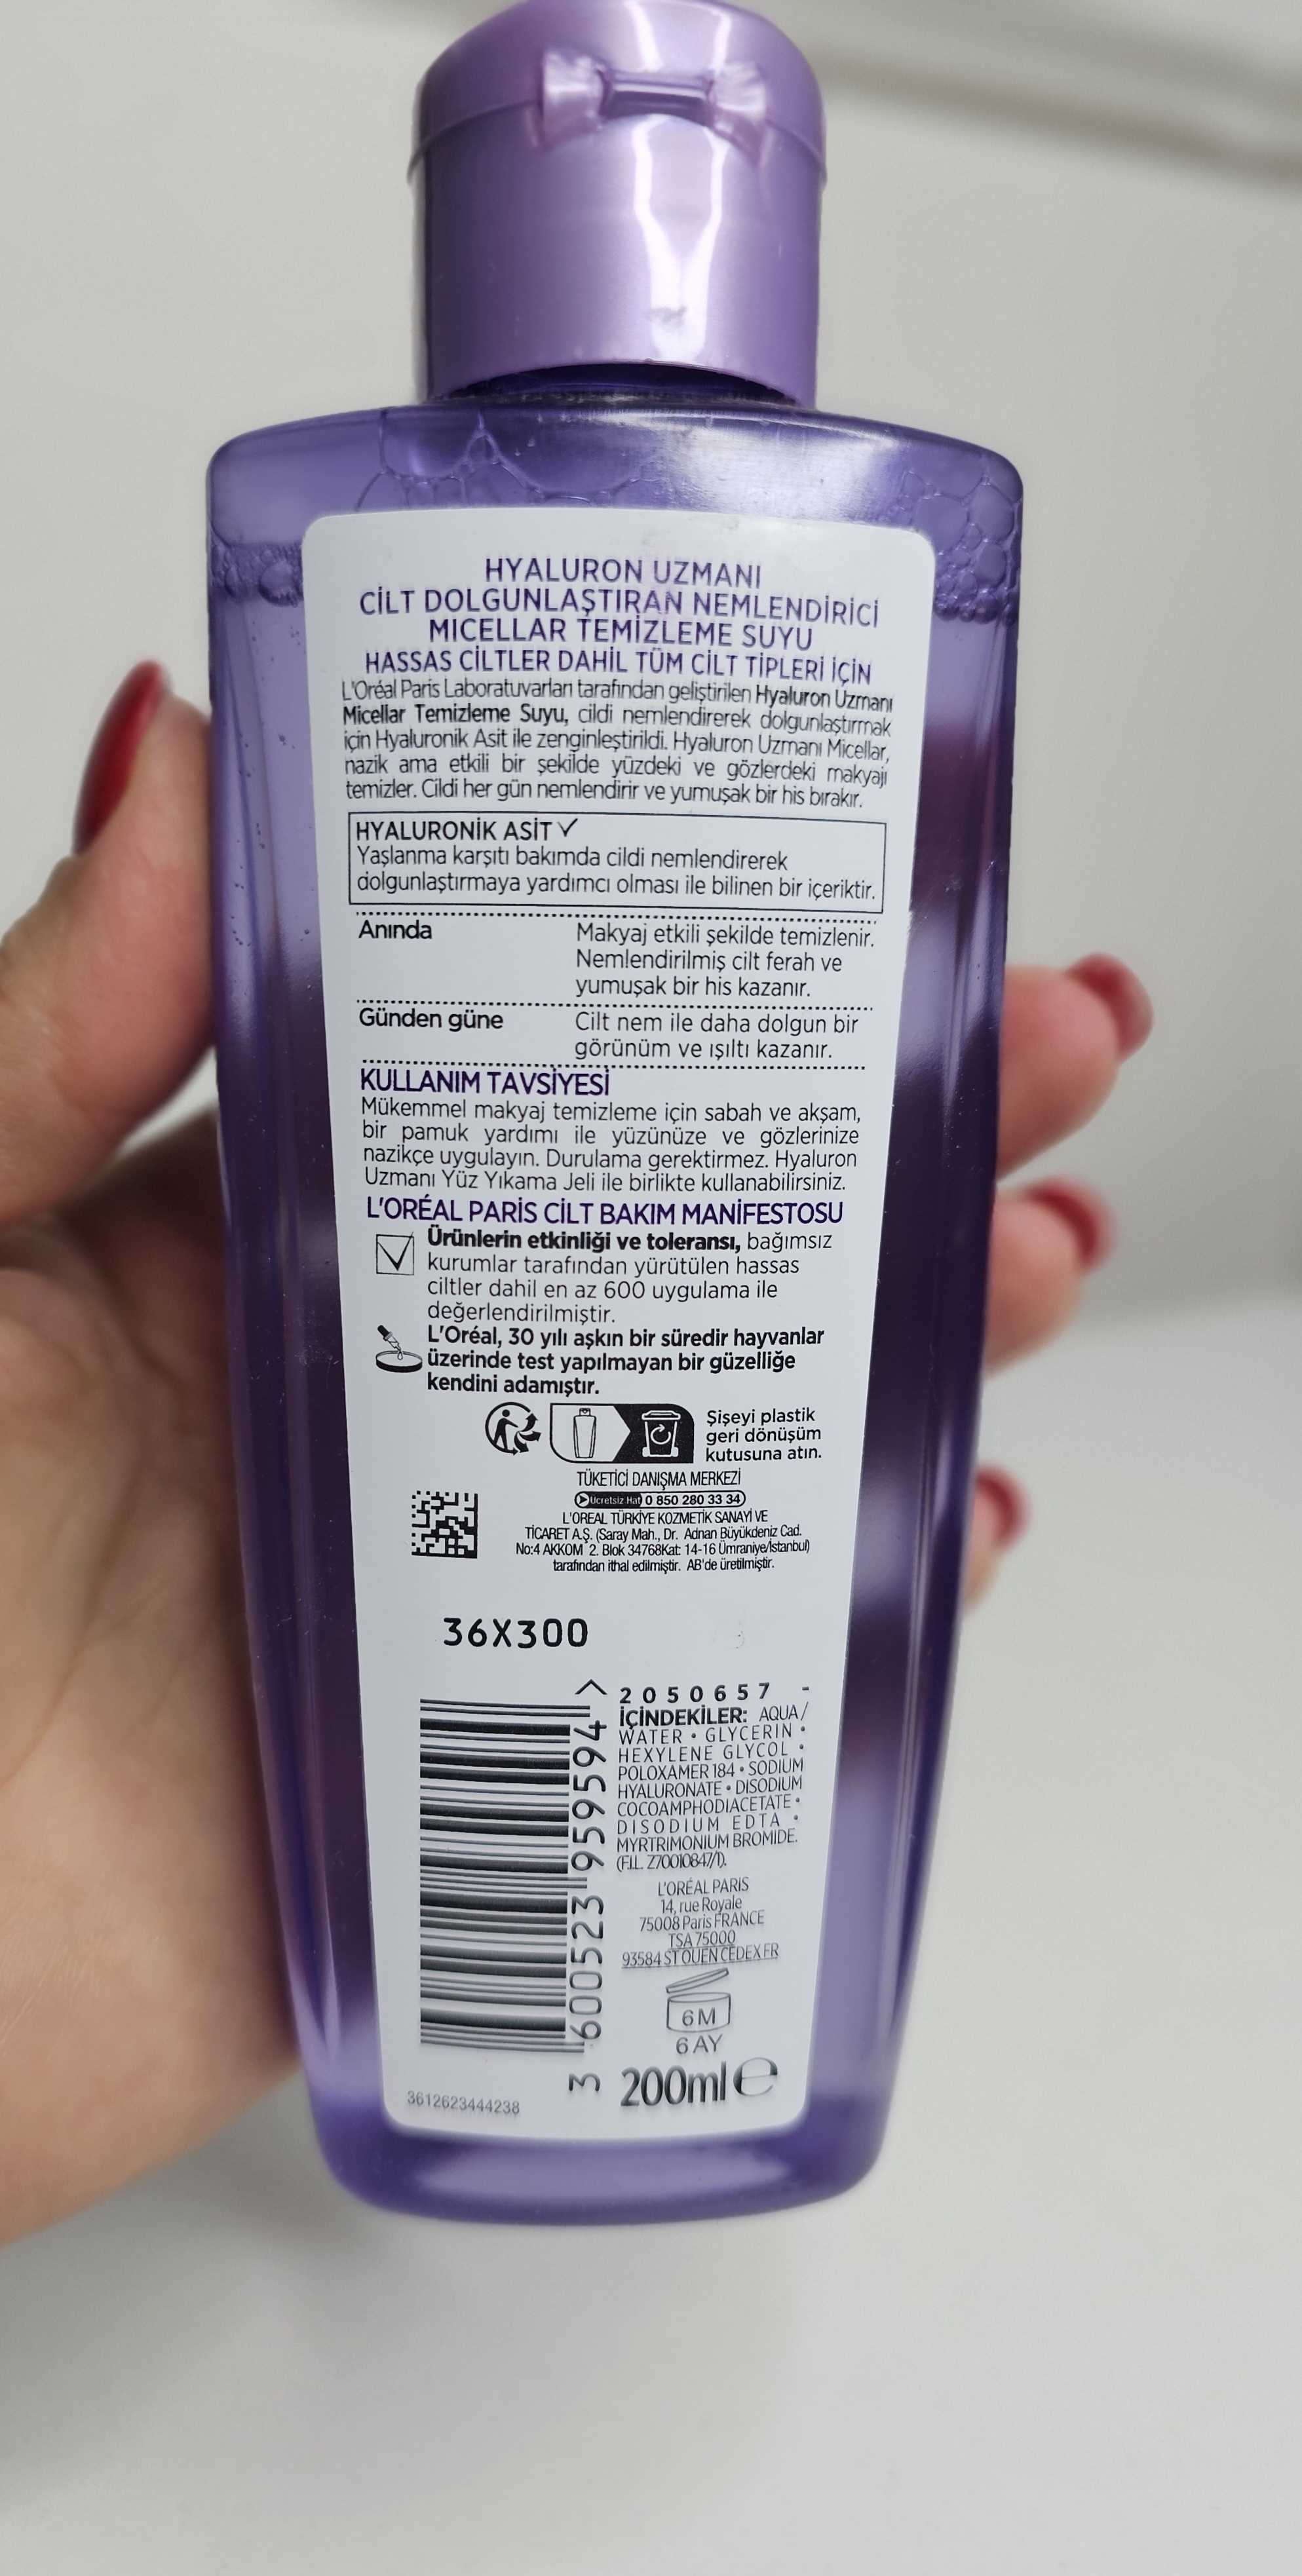 HYALURON UZMANI
CİLT DOLGUNLAŞTIRAN NEMLENDİRİCİ
MICELLAR TEMİZLEME SUYU
HASSAS CİLTLER DAHİL TÜM CİLT TİPLERİ İÇİN
L'Oréal Paris Laboratuvarları tarafından geliştirilen Hyaluron Uzmanı
Micellar Temizleme Suyu, cildi nemlendirerek dolgunlaştırmak
için Hyaluronik Asit ile zenginleştirildi. Hyaluron Uzmanı Micellar,
nazik ama etkili bir şekilde yüzdeki ve gözlerdeki makyajı
temizler. Cildi her gün nemlendirir ve yumuşak bir his bırakır.
HYALURONİK ASİT ✓
Yaşlanma karşıtı bakımda cildi nemlendirerek
dolgunlaştırmaya yardımcı olması ile bilinen bir içeriktir.
Anında Makyaj etkili şekilde temizlenir.
Nemlendirilmiş cilt ferah ve
yumuşak bir his kazanır.
Günden güne Cilt nem ile daha dolgun bir
görünüm ve ışıltı kazanır.
KULLANIM TAVSİYESİ
Mükemmel makyaj temizleme için sabah ve akşam,
bir pamuk yardımı ile yüzünüze ve gözlerinize
nazikçe uygulayın. Durulama gerektirmez. Hyaluron
Uzmanı Yüz Yıkama Jeli ile birlikte kullanabilirsiniz.
L'ORÉAL PARİS CİLT BAKIM MANİFESTOSU
Ürünlerin etkinliği ve toleransı, bağımsız
kurumlar tarafından yürütülen hassas
ciltler dahil en az 600 uygulama ile
değerlendirilmiştir.
L'Oréal, 30 yılı aşkın bir süredir hayvanlar
üzerinde test yapılmayan bir güzelliğe
kendini adamıştır.
Şişeyi plastik
geri dönüşüm
kutusuna atın.
TÜKETİCİ DANIŞMA MERKEZİ
Ücretsiz Hat 0 850 280 33 34
L'OREAL TÜRKİYE KOZMETİK SANAYİ VE
TİCARET A.Ş. (Saray Mah., Dr. Adnan Büyükdeniz Cad.
No:4 AKKOM 2. Blok 34768Kat: 14-16 Ümraniye/İstanbul)
tarafından ithal edilmiştir. AB'de üretilmiştir.
36X300
2050657 -
İÇİNDEKİLER: AQUA /
WATER • GLYCERIN •
HEXYLENE GLYCOL •
POLOXAMER 184 • SODIUM
HYALURONATE • DISODIUM
COCOAMPHODIACETATE •
DISODIUM EDTA •
MYRTRIMONIUM BROMIDE.
(F.I.L. Z70010847/1).
L'ORÉAL PARIS
14, rue Royale
75008 Paris FRANCE
TSA 75000
93584 ST OUEN CEDEX FR
6M
6 AY
200ml e
3 600523 959594
3612623444238